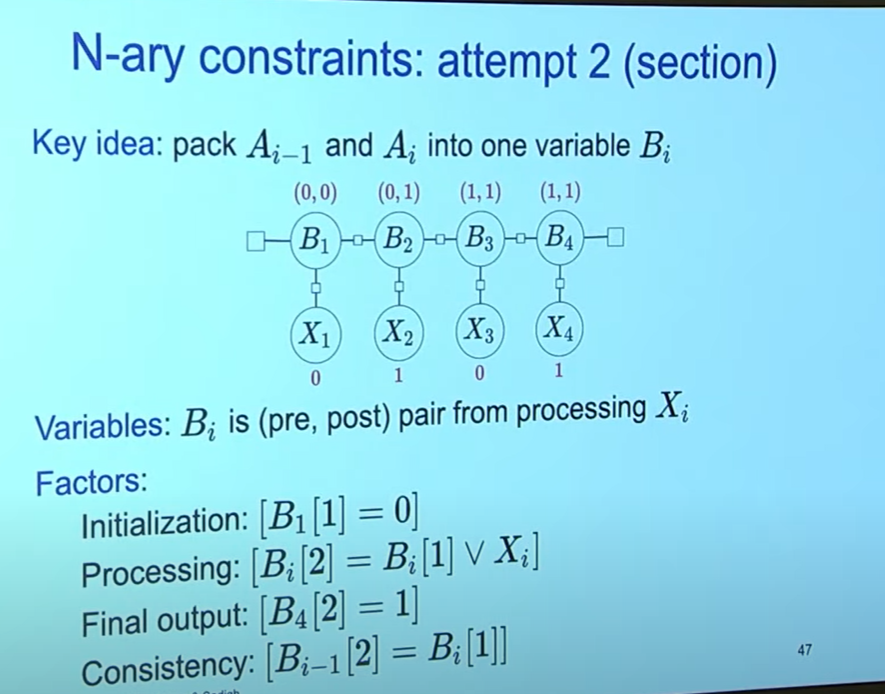 N-ary constraints: attempt 2 (section)
Key idea: pack A_{i−1} and A_i into one variable B_i
(0,0) (0,1) (1,1) (1,1)
B_1 B_2 B_3 B_4
X_1 X_2 X_3 X_4
0 1 0 1
Variables: B_i is (pre, post) pair from processing X_i
Factors:
Initialization: [B_1[1] = 0]
Processing: [B_i[2] = B_i[1] ∨ X_i]
Final output: [B_4[2] = 1]
Consistency: [B_{i−1}[2] = B_i[1]]
47